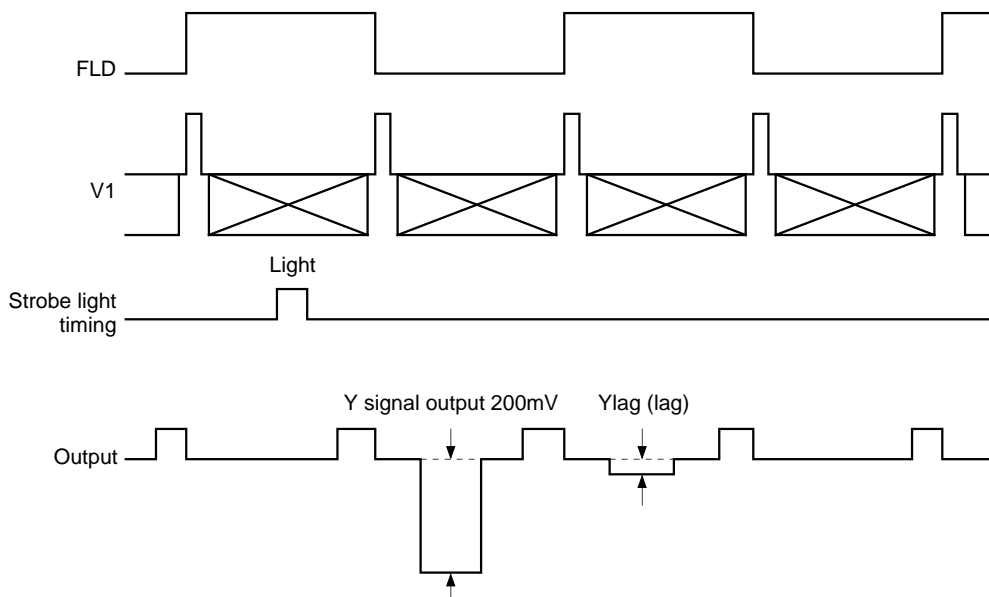 FLD
V1
Light
Strobe light
timing
Y signal output 200mV
Ylag (lag)
Output